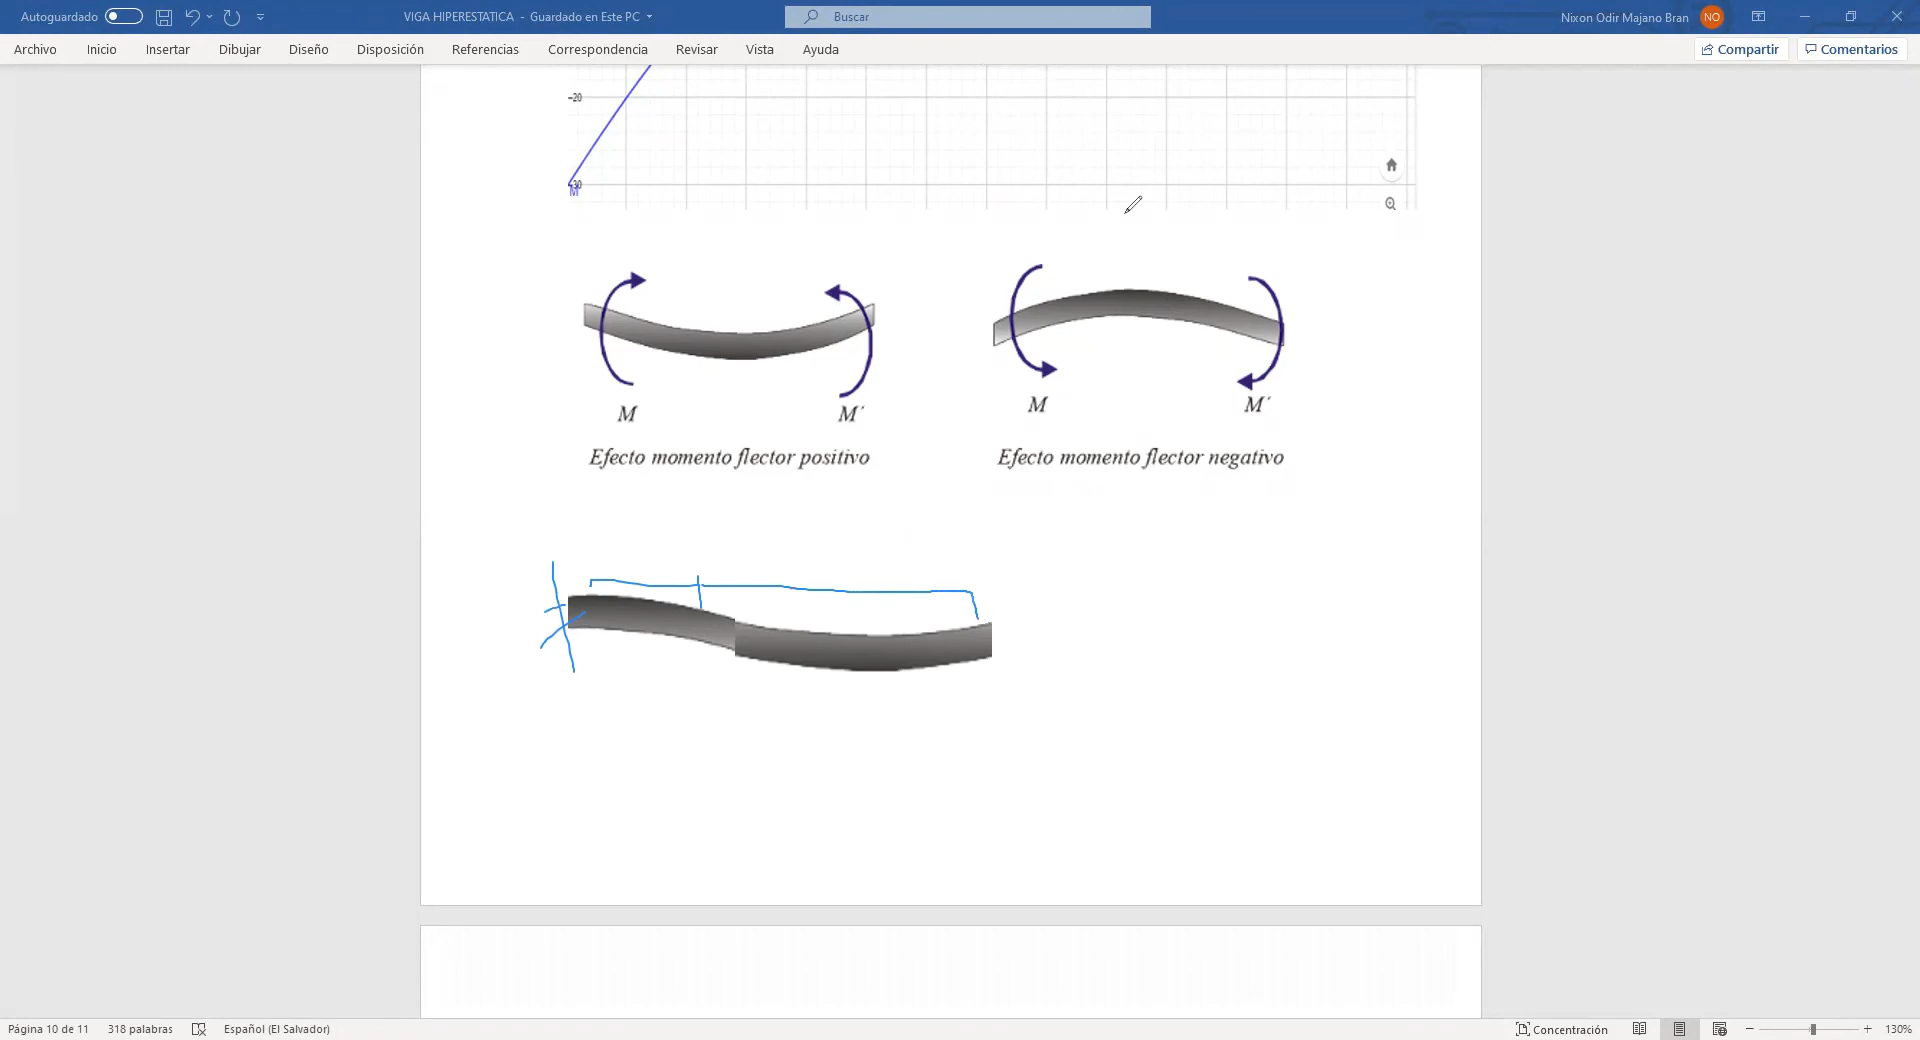 Autoguardado
VIGA HIPERESTATICA - Guardado en Este PC
Buscar
Nixon Odir Majano Bran NO
Archivo Inicio Insertar Dibujar Diseño Disposición Referencias Correspondencia Revisar Vista Ayuda
Compartir Comentarios
-20
-30
M
M M´ M M´
Efecto momento flector positivo Efecto momento flector negativo
Página 10 de 11 318 palabras Español (El Salvador) Concentración 130%